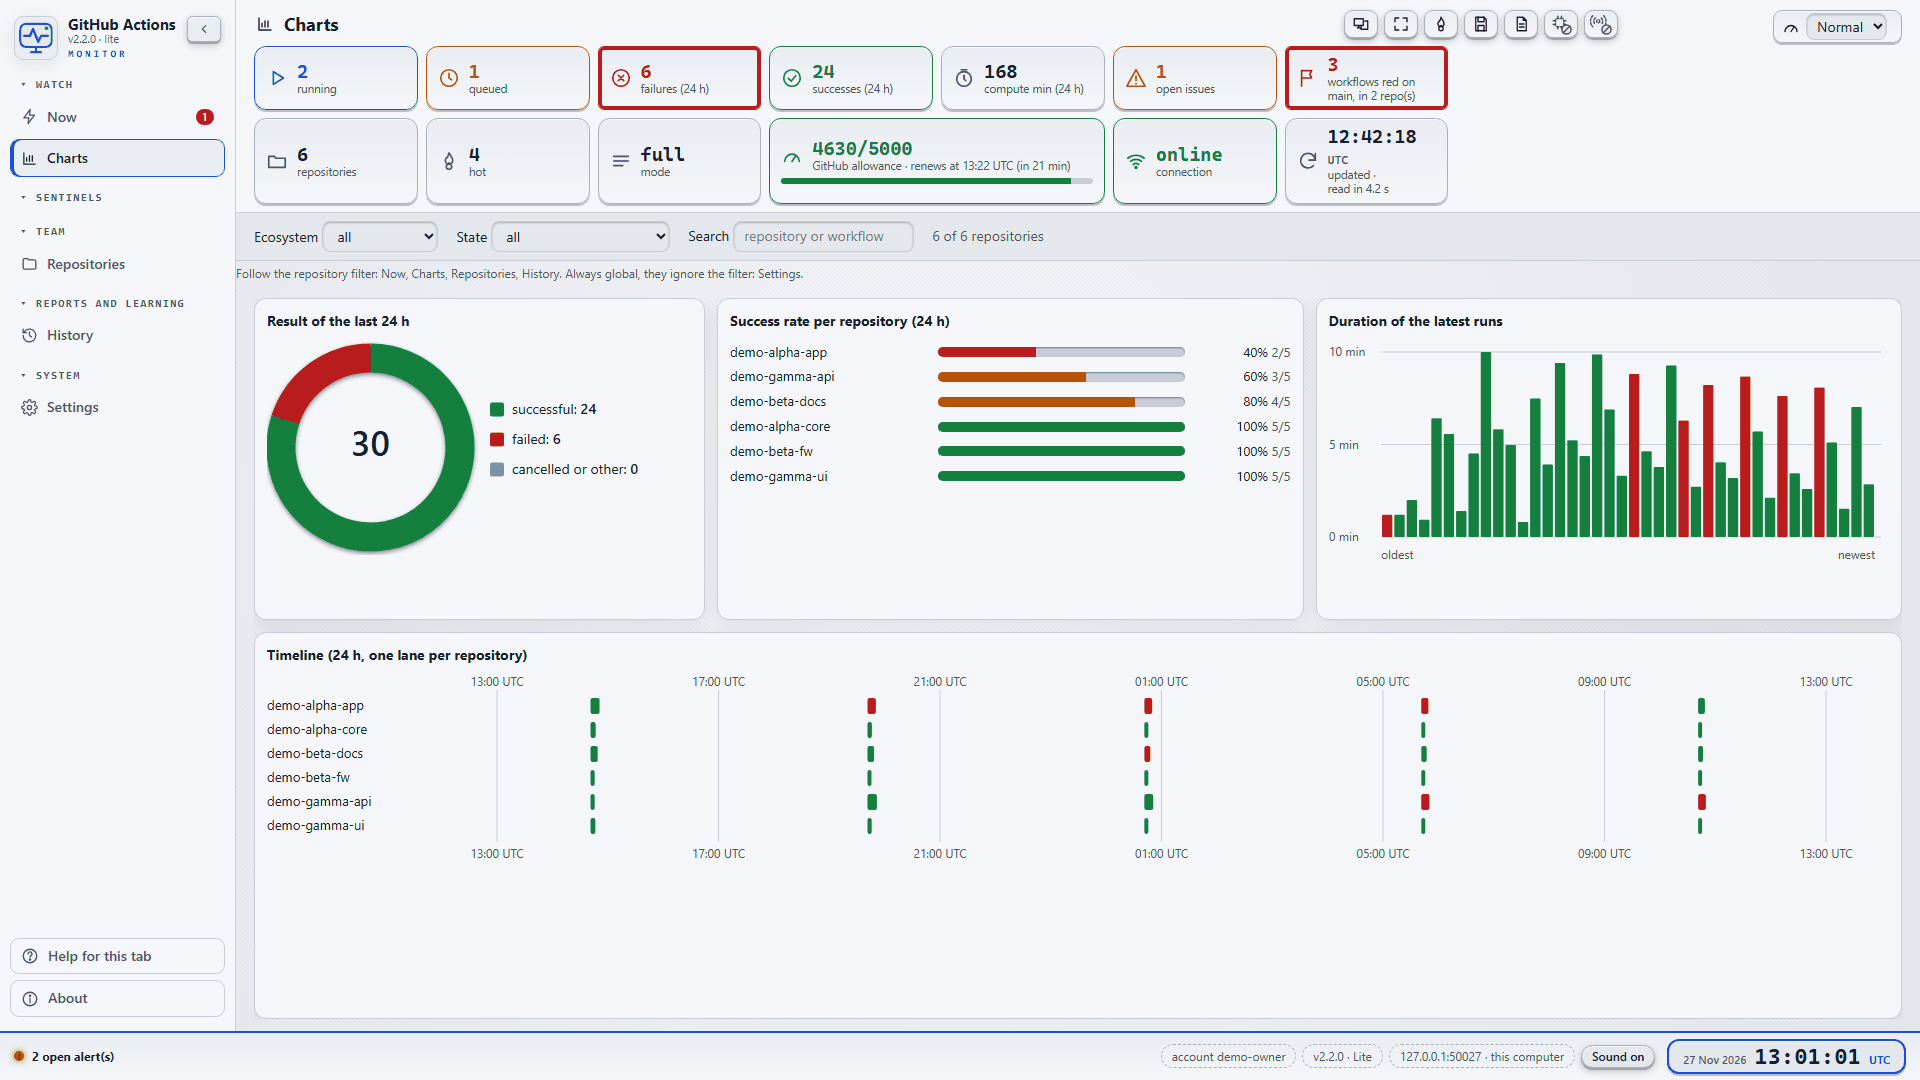 GitHub Actions
v2.2.0 · lite
MONITOR
WATCH
Now
1
Charts
SENTINELS
TEAM
Repositories
REPORTS AND LEARNING
History
SYSTEM
Settings
Help for this tab
About
Charts
Normal
2
running
1
queued
6
failures (24 h)
24
successes (24 h)
168
compute min (24 h)
1
open issues
3
workflows red on
main, in 2 repo(s)
6
repositories
4
hot
full
mode
4630/5000
GitHub allowance · renews at 13:22 UTC (in 21 min)
online
connection
12:42:18
UTC
updated ·
read in 4.2 s
Ecosystem all State all Search repository or workflow 6 of 6 repositories
Follow the repository filter: Now, Charts, Repositories, History. Always global, they ignore the filter: Settings.
Result of the last 24 h
30
successful: 24
failed: 6
cancelled or other: 0
Success rate per repository (24 h)
demo-alpha-app 40% 2/5
demo-gamma-api 60% 3/5
demo-beta-docs 80% 4/5
demo-alpha-core 100% 5/5
demo-beta-fw 100% 5/5
demo-gamma-ui 100% 5/5
Duration of the latest runs
10 min
5 min
0 min
oldest newest
Timeline (24 h, one lane per repository)
13:00 UTC 17:00 UTC 21:00 UTC 01:00 UTC 05:00 UTC 09:00 UTC 13:00 UTC
demo-alpha-app
demo-alpha-core
demo-beta-docs
demo-beta-fw
demo-gamma-api
demo-gamma-ui
13:00 UTC 17:00 UTC 21:00 UTC 01:00 UTC 05:00 UTC 09:00 UTC 13:00 UTC
2 open alert(s)
account demo-owner
v2.2.0 · Lite
127.0.0.1:50027 · this computer
Sound on
27 Nov 2026 13:01:01 UTC